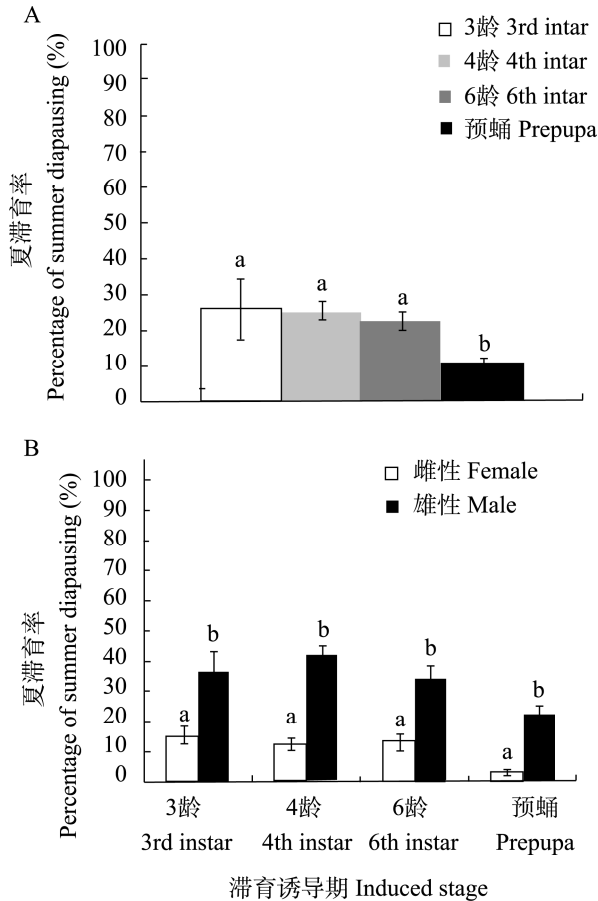 A
3龄 3rd intar
4龄 4th intar
6龄 6th intar
预蛹 Prepupa
夏滞育率
Percentage of summer diapausing (%)
100
90
80
70
60
50
40
30
20
10
0
a
a
a
b
B
雌性 Female
雄性 Male
夏滞育率
Percentage of summer diapausing (%)
100
90
80
70
60
50
40
30
20
10
0
a
b
a
b
a
b
a
b
3龄
4龄
6龄
预蛹
3rd instar
4th instar
6th instar
Prepupa
滞育诱导期 Induced stage